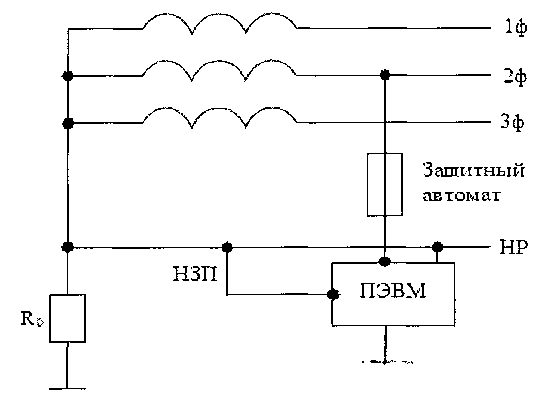 1ф
2ф
3ф
Защитный
автомат
НР
НЗП
ПЭВМ
R₀